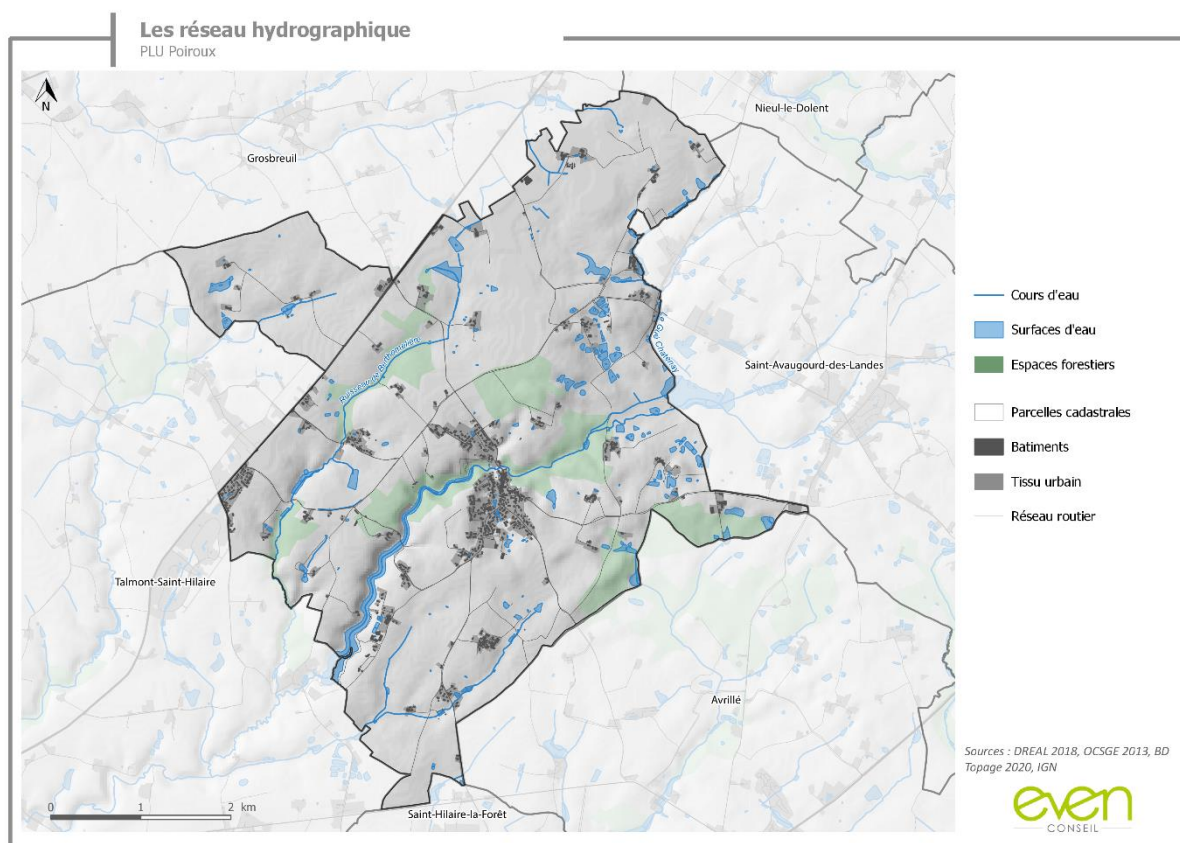 Les réseau hydrographique
PLU Poiroux
N
Nieul-le-Dolent
Grosbreuil
Saint-Avaugourd-des-Landes
Talmont-Saint-Hilaire
Avrillé
Saint-Hilaire-la-Forêt
0 1 2 km
Cours d'eau
Surfaces d'eau
Espaces forestiers
Parcelles cadastrales
Batiments
Tissu urbain
Réseau routier
Sources : DREAL 2018, OCSGE 2013, BD
Topage 2020, IGN
even
CONSEIL